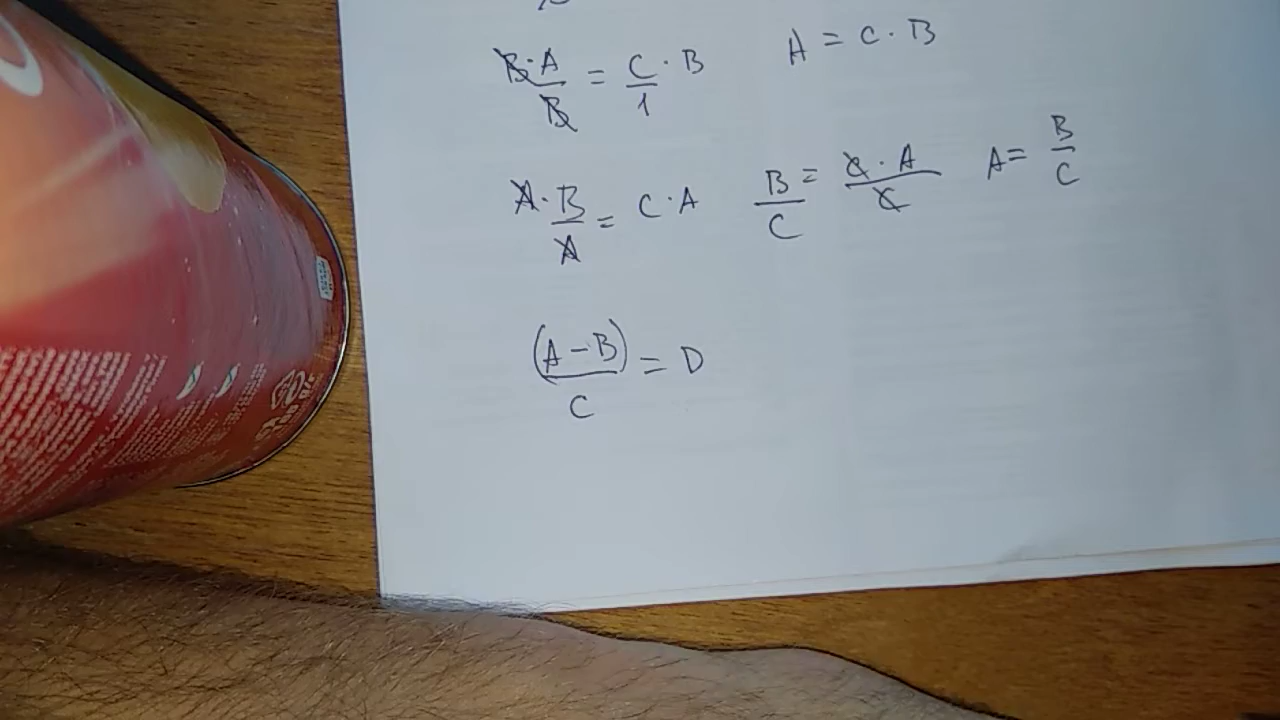 B·A/B = C/1 · B    A = C·B
A·B/A = C·A    B/C = C·A/C    A = B/C
(A-B)/C = D